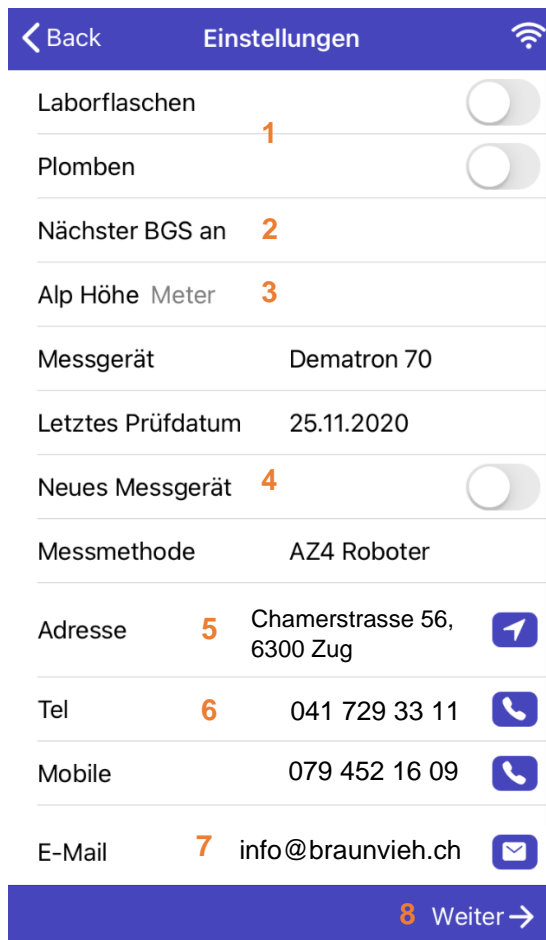 Back Einstellungen
Laborflaschen
1
Plomben
Nächster BGS an 2
Alp Höhe Meter 3
Messgerät Dematron 70
Letztes Prüfdatum 25.11.2020
Neues Messgerät 4
Messmethode AZ4 Roboter
Adresse 5 Chamerstrasse 56,
6300 Zug
Tel 6 041 729 33 11
Mobile 079 452 16 09
E-Mail 7 info@braunvieh.ch
8 Weiter